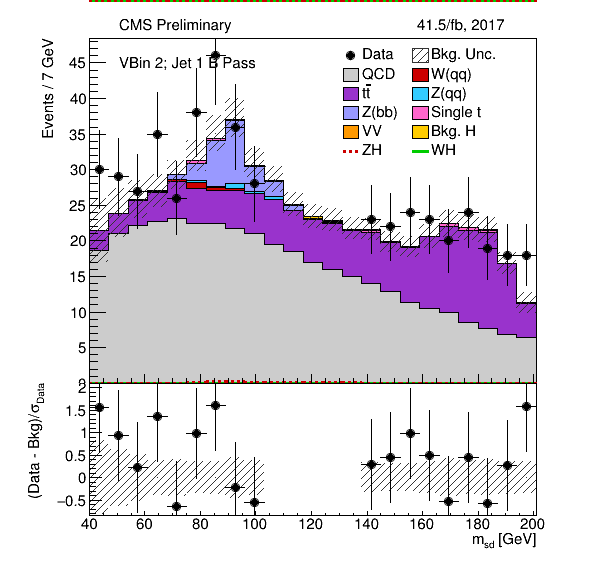 CMS Preliminary 41.5/fb, 2017
VBin 2; Jet 1 B Pass
Data Bkg. Unc.
QCD W(qq)
tt̄ Z(qq)
Z(bb) Single t
VV Bkg. H
ZH WH
Events / 7 GeV
45
40
35
30
25
20
15
10
5
0
(Data - Bkg)/σData
2
1.5
1
0.5
0
−0.5
40 60 80 100 120 140 160 180 200
msd [GeV]